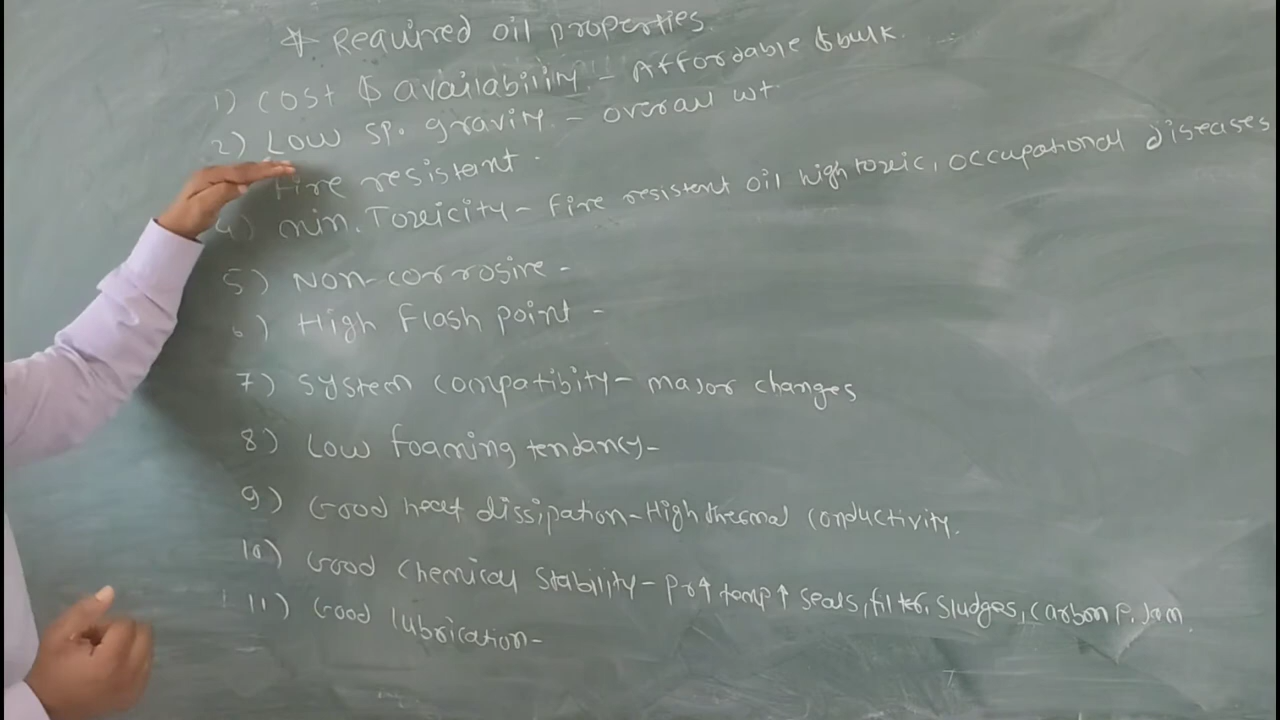 * Required oil properties.
1) Cost & availability - Affordable & bulk.
2) Low sp. gravity - overall wt.
Fire resistent.
4) min. Toxicity - Fire resistent oil high toxic, occupational diseases
5) Non-corrosive -
6) High Flash point -
7) System compatibity - major changes
8) Low foaming tendancy -
9) Good heat dissipation - High thermal conductivity.
10) Good Chemical Stability - Pr↑ temp↑ seals, filter, sludges, carbon P. Jam.
11) Good lubrication -